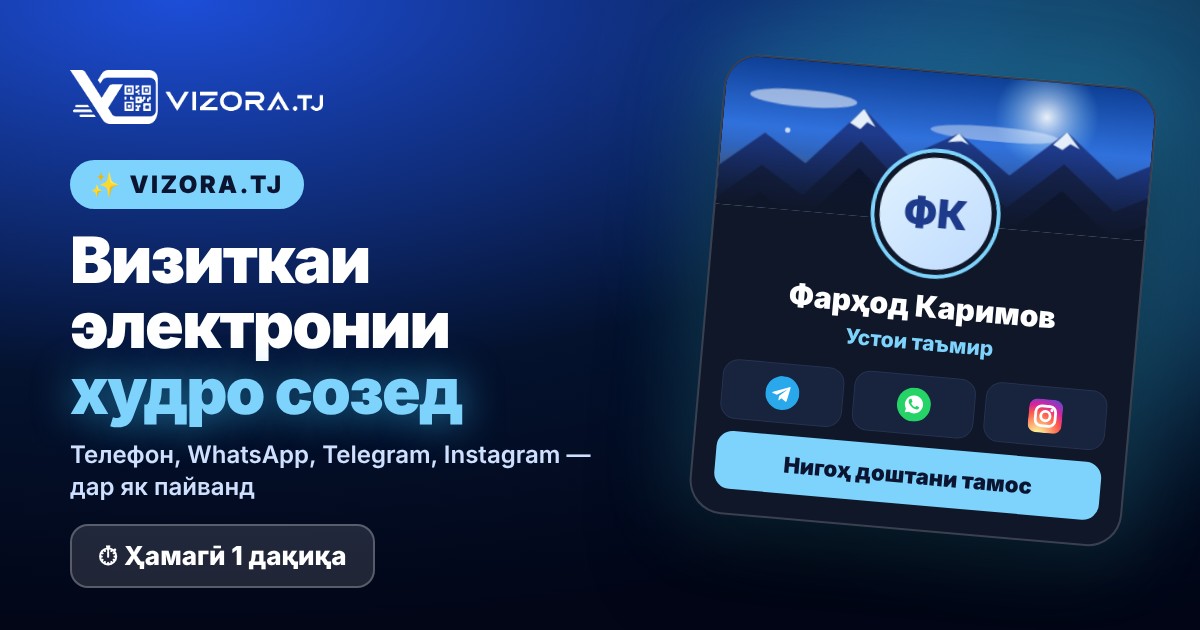 VIZORA.TJ
✨ VIZORA.TJ
Визиткаи
электронии
худро созед
Телефон, WhatsApp, Telegram, Instagram —
дар як пайванд
⏱ Ҳамагӣ 1 дақиқа
ФК
Фарҳод Каримов
Устои таъмир
Нигоҳ доштани тамос